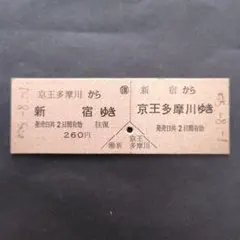 京王多摩川から
新宿ゆき
発売日共2日間有効 往復
260円
新宿から
京王多摩川ゆき
発売日共2日間有効
京王
多摩川